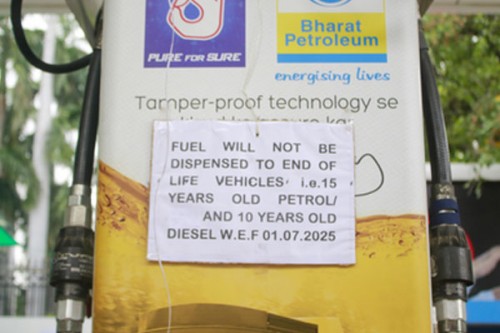 PURE FOR SURE
Bharat
Petroleum
energising lives
Tamper-proof technology se
FUEL WILL NOT BE
DISPENSED TO END OF
LIFE VEHICLES i.e.15
YEARS OLD PETROL/
AND 10 YEARS OLD
DIESEL W.E.F 01.07.2025